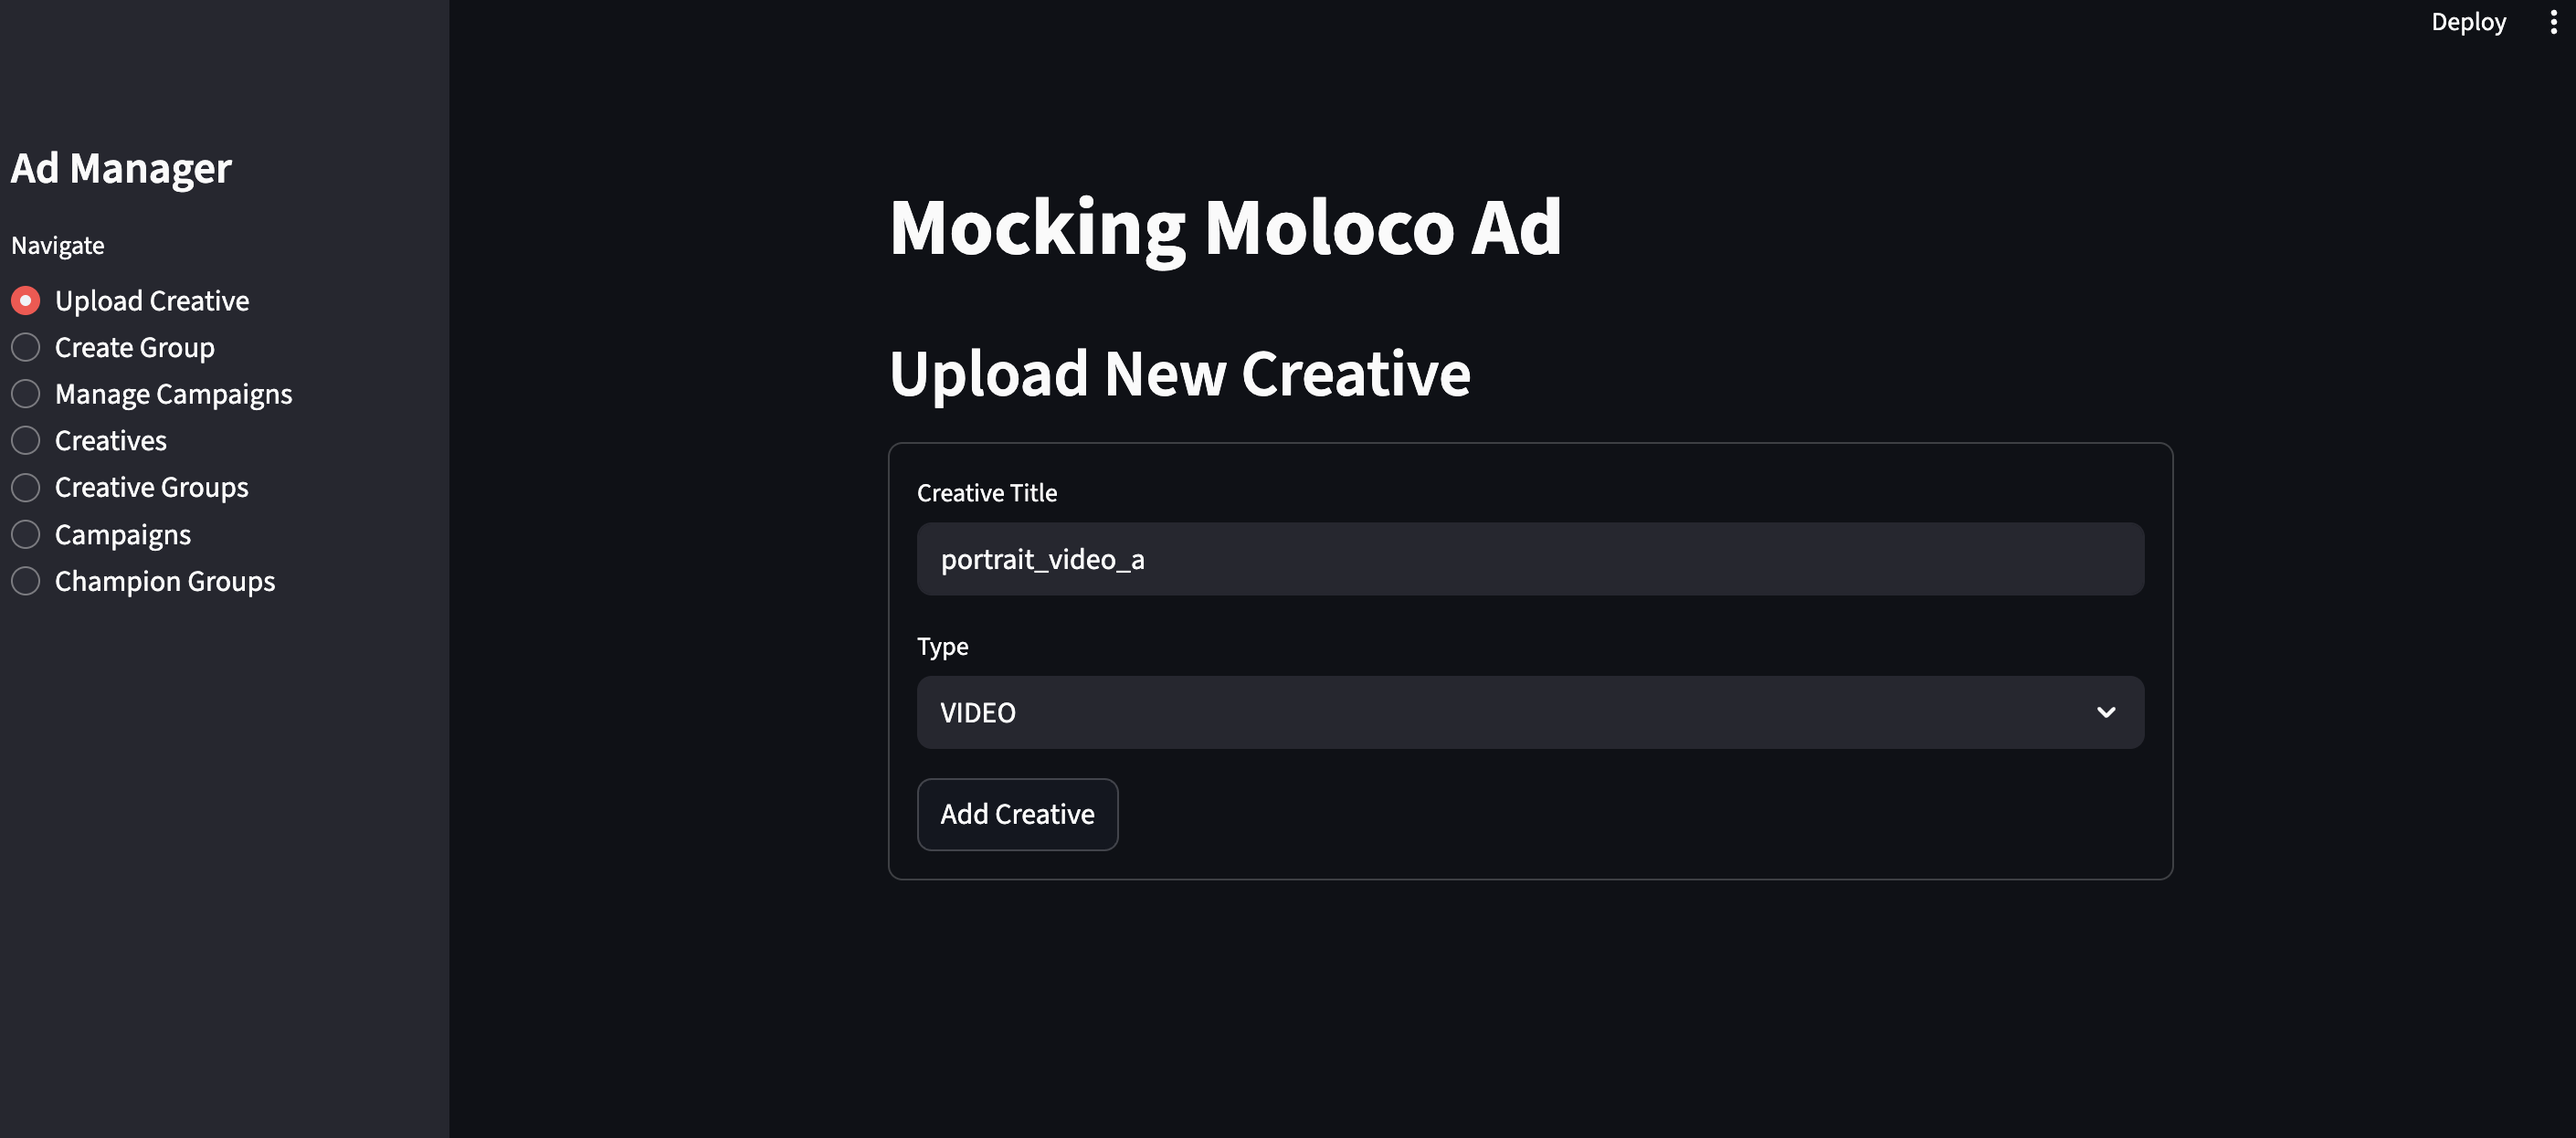 Deploy
Ad Manager
Navigate
Upload Creative
Create Group
Manage Campaigns
Creatives
Creative Groups
Campaigns
Champion Groups
Mocking Moloco Ad
Upload New Creative
Creative Title
portrait_video_a
Type
VIDEO
Add Creative